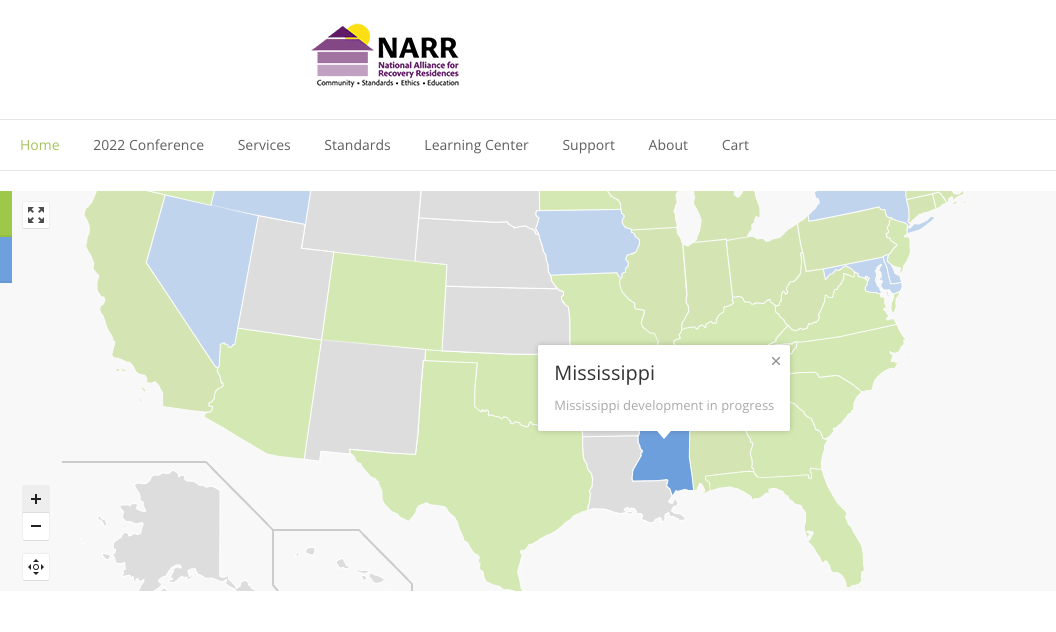 NARR
National Alliance for
Recovery Residences
Community • Standards • Ethics • Education
Home 2022 Conference Services Standards Learning Center Support About Cart
Mississippi
Mississippi development in progress